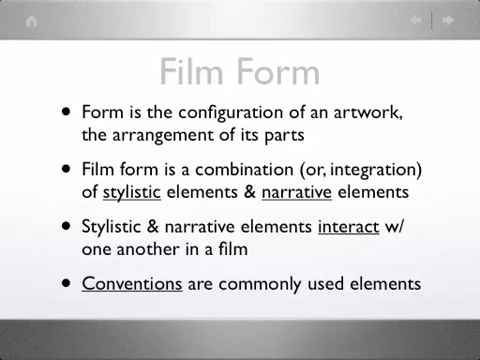 Film Form
• Form is the configuration of an artwork,
the arrangement of its parts
• Film form is a combination (or, integration)
of stylistic elements & narrative elements
• Stylistic & narrative elements interact w/
one another in a film
• Conventions are commonly used elements